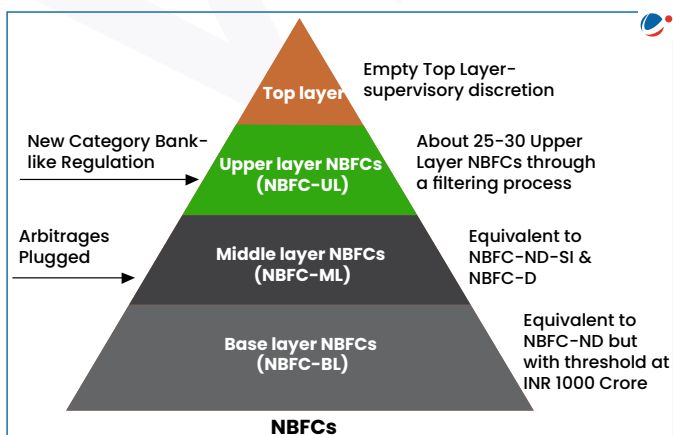 Top layer
Empty Top Layer-
supervisory discretion
New Category Bank-
like Regulation
Upper layer NBFCs
(NBFC-UL)
About 25-30 Upper
Layer NBFCs through
a filtering process
Arbitrages
Plugged
Middle layer NBFCs
(NBFC-ML)
Equivalent to
NBFC-ND-SI &
NBFC-D
Base layer NBFCs
(NBFC-BL)
Equivalent to
NBFC-ND but
with threshold at
INR 1000 Crore
NBFCs